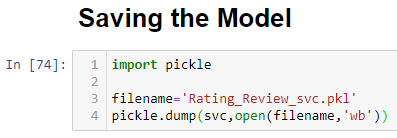 Saving the Model
In [74]:
1 import pickle
2
3 filename='Rating_Review_svc.pkl'
4 pickle.dump(svc,open(filename,'wb'))